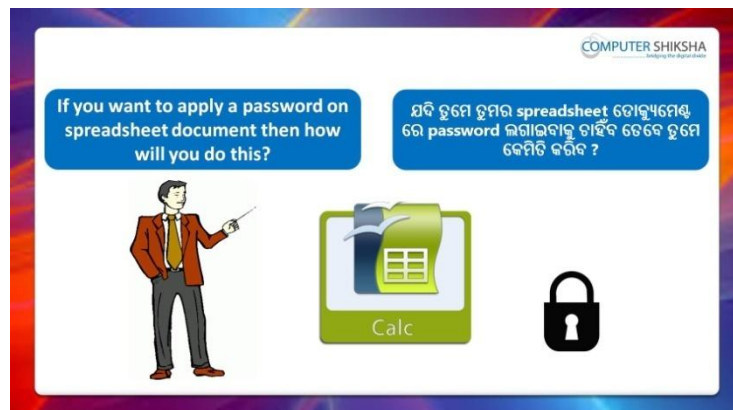 COMPUTER SHIKSHA
Bridging the digital divide
If you want to apply a password on
spreadsheet document then how
will you do this?
ଯଦି ତୁମେ ତୁମର spreadsheet ଡୋକ୍ୟୁମେଣ୍ଟ
ରେ password ଲଗାଇବାକୁ ଚାହିଁବ ତେବେ ତୁମେ
କେମିତି କରିବ ?
Calc